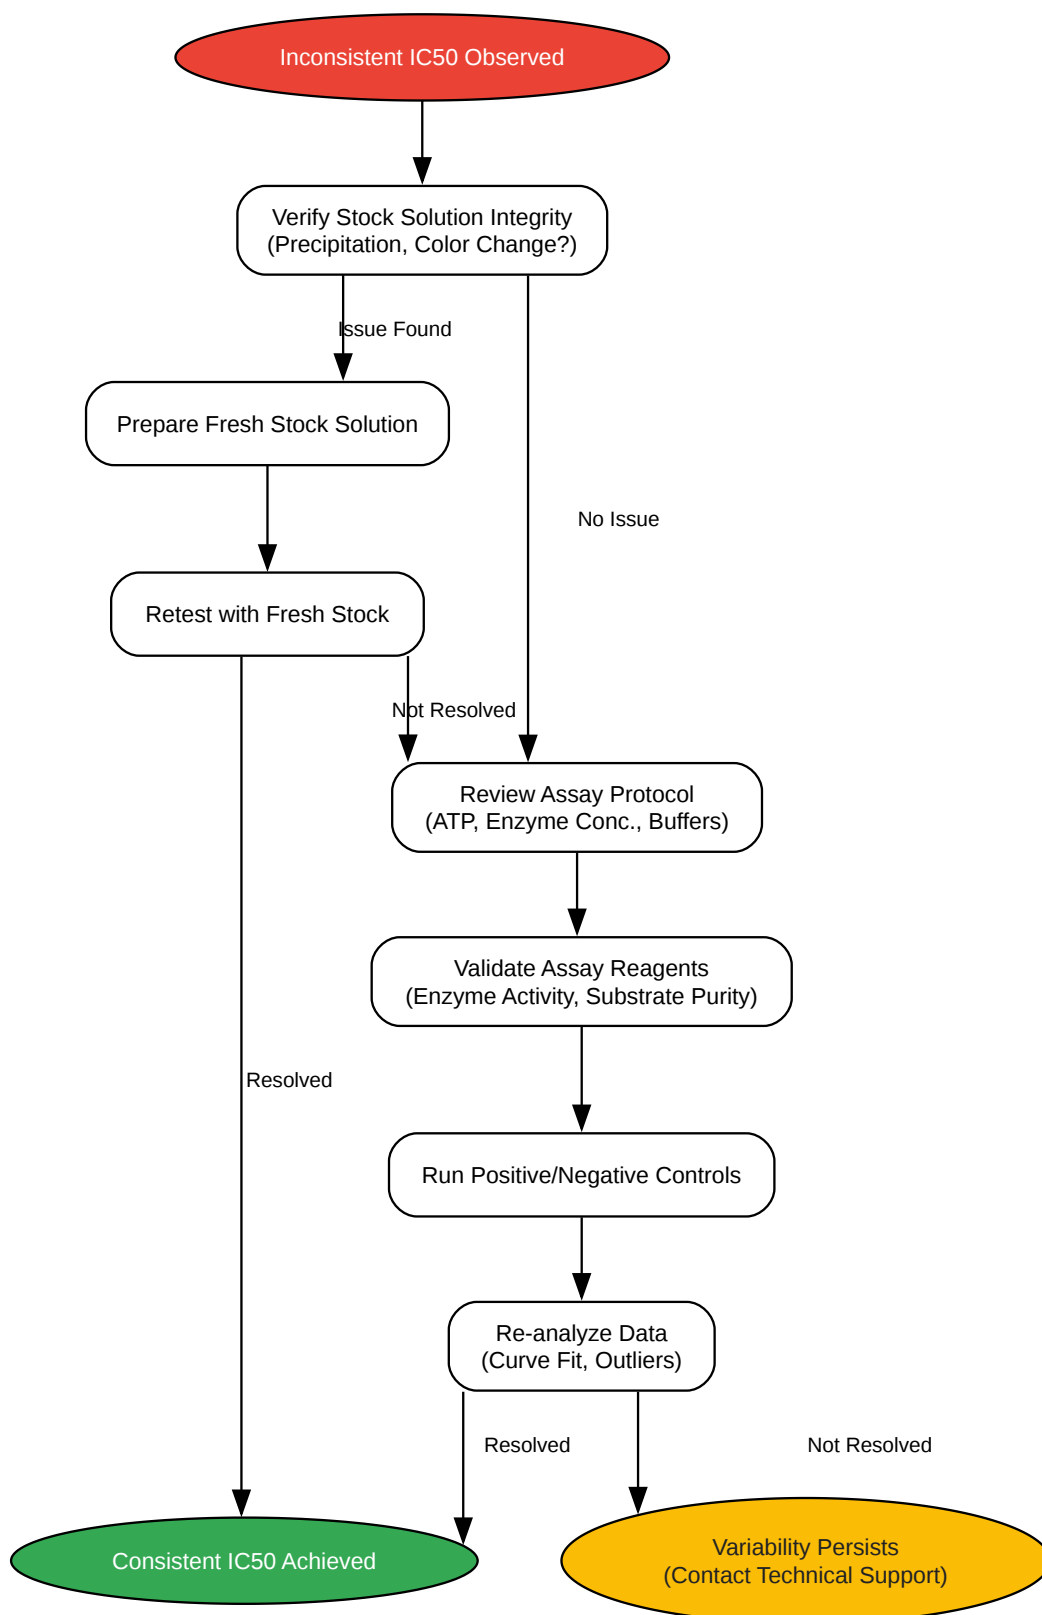 Inconsistent IC50 Observed
Verify Stock Solution Integrity
(Precipitation, Color Change?)
Issue Found
Prepare Fresh Stock Solution
No Issue
Retest with Fresh Stock
Not Resolved
Review Assay Protocol
(ATP, Enzyme Conc., Buffers)
Validate Assay Reagents
(Enzyme Activity, Substrate Purity)
Resolved
Run Positive/Negative Controls
Re-analyze Data
(Curve Fit, Outliers)
Resolved
Not Resolved
Consistent IC50 Achieved
Variability Persists
(Contact Technical Support)